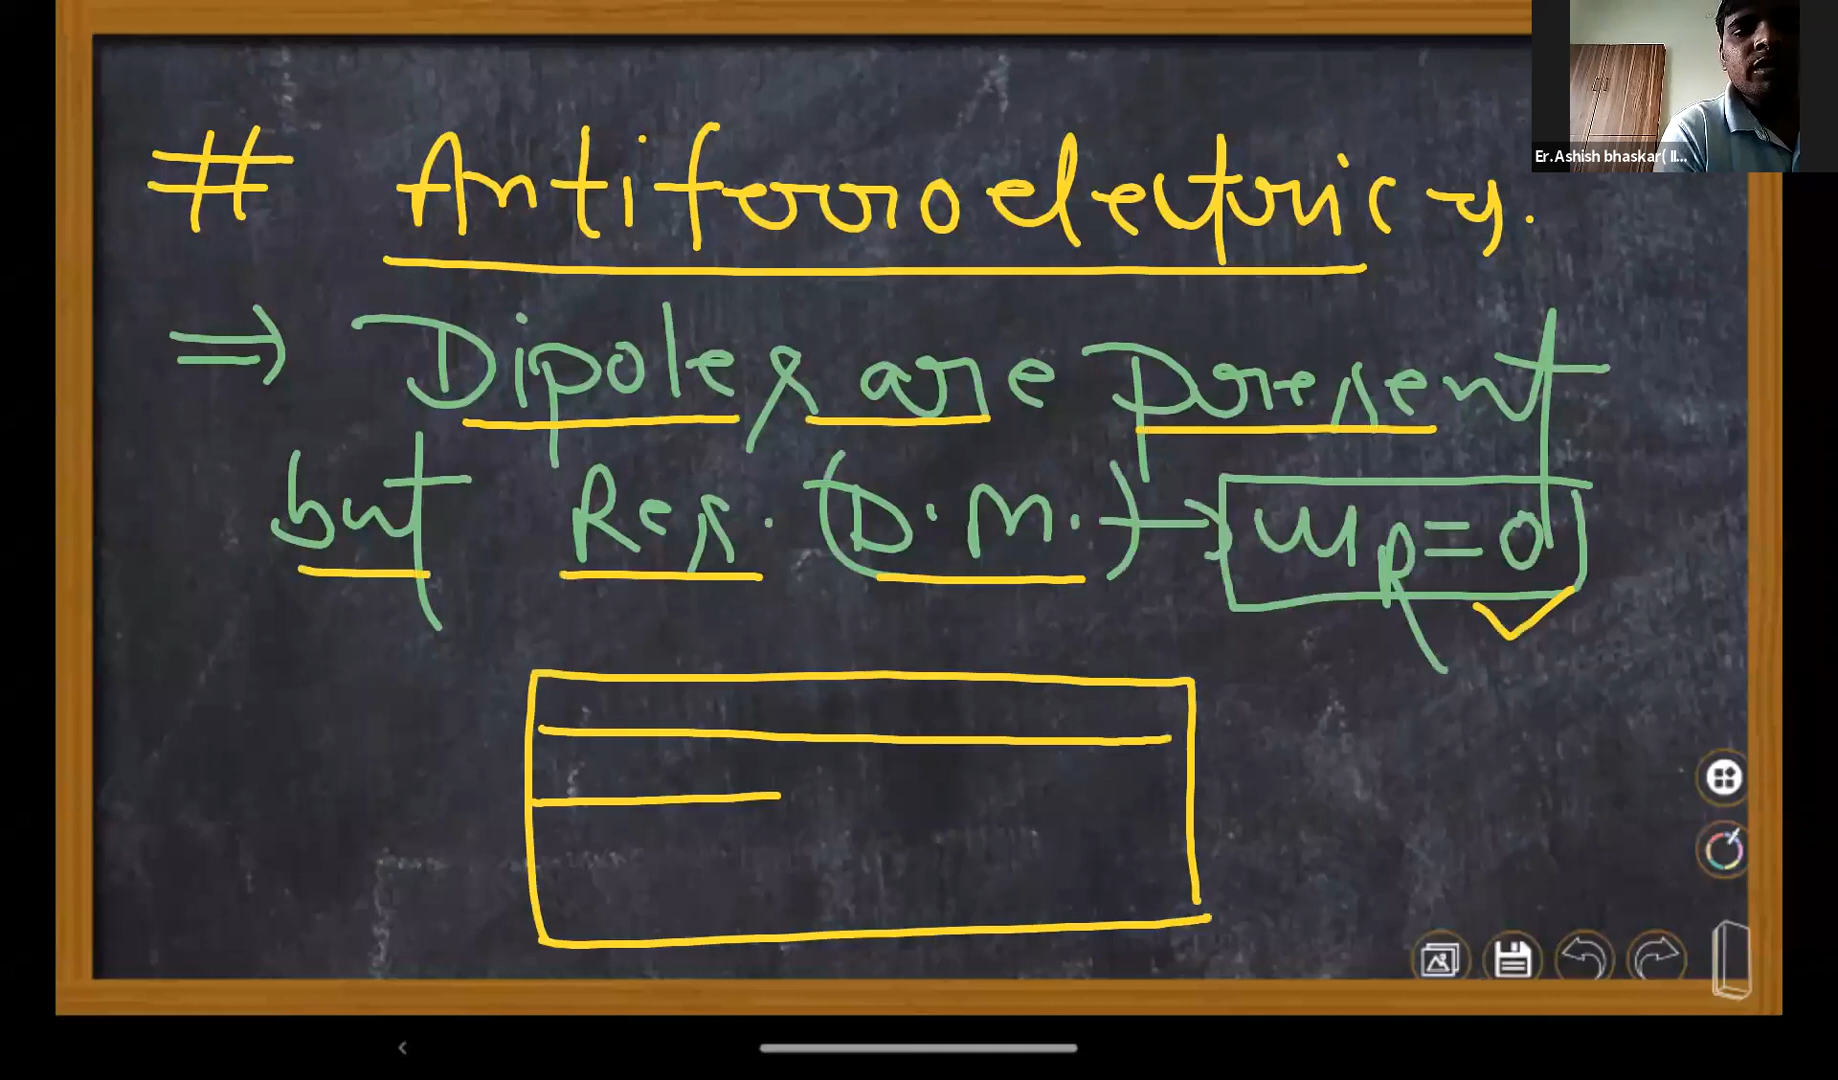 Er.Ashish bhaskar( II...
# Antiferroelectricity.
⇒ Dipoles are present
but Res. (D.M.) → μR=0